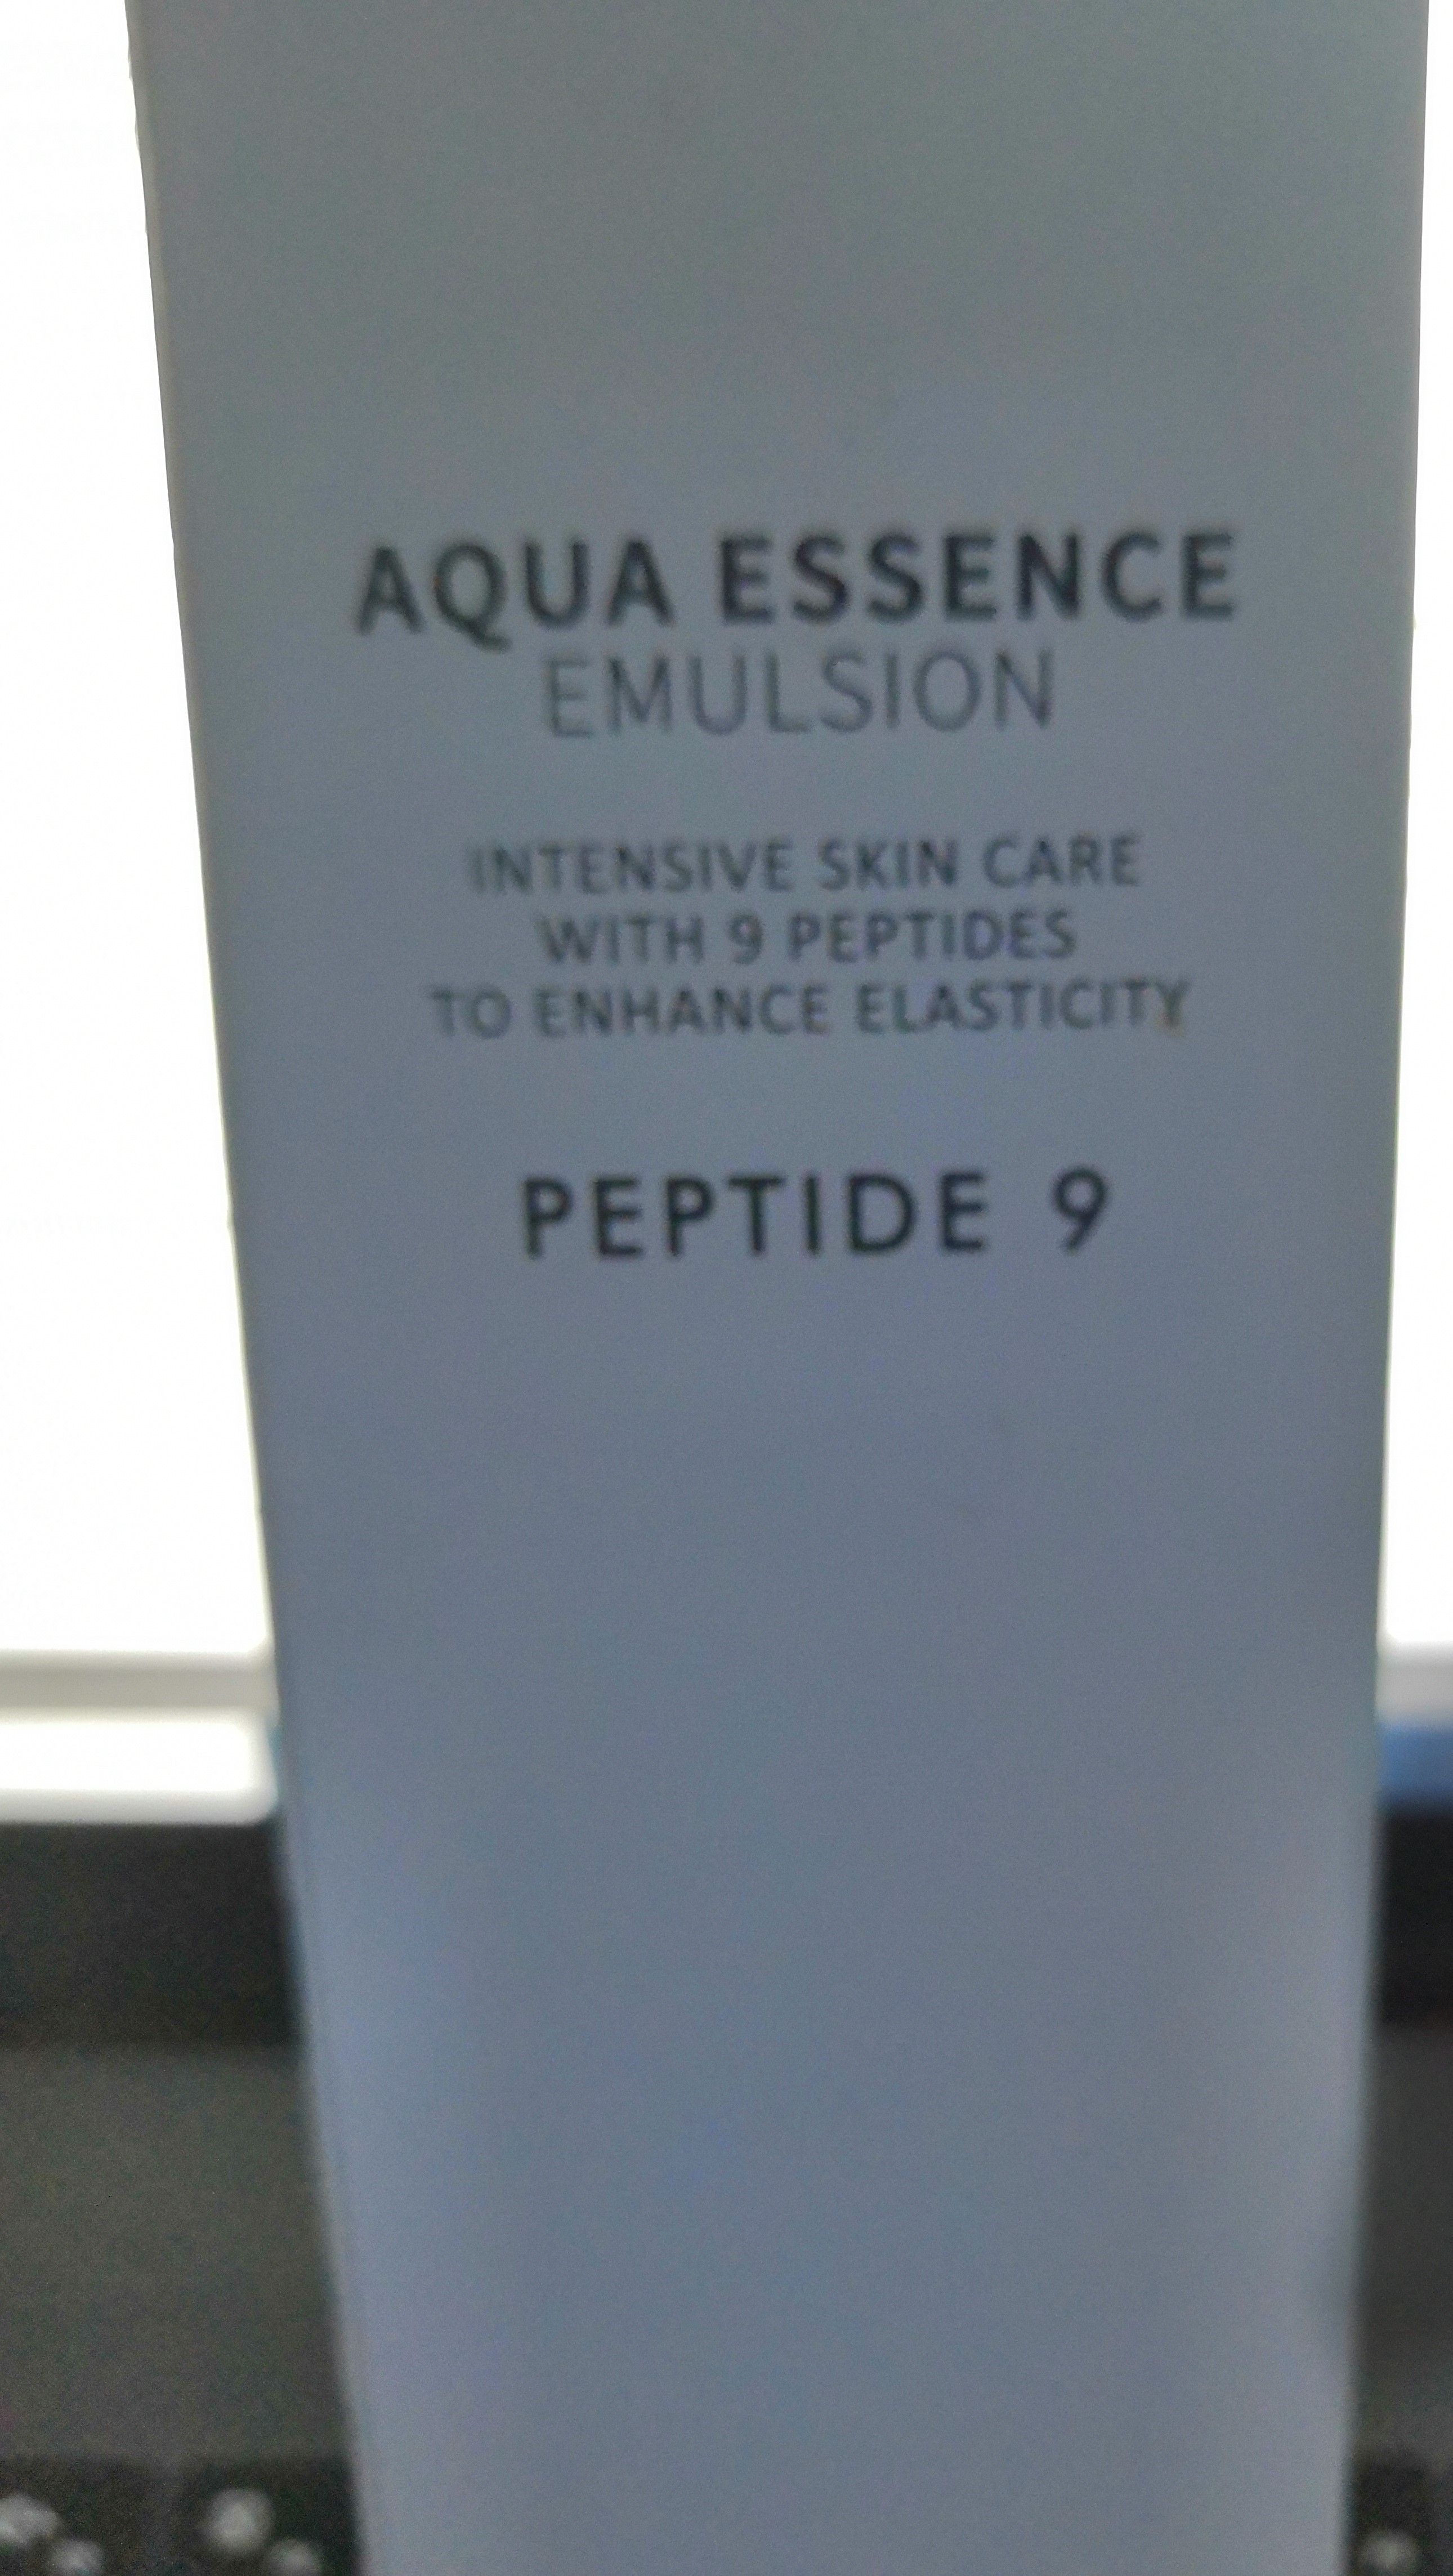 AQUA ESSENCE
EMULSION
INTENSIVE SKIN CARE
WITH 9 PEPTIDES
TO ENHANCE ELASTICITY
PEPTIDE 9